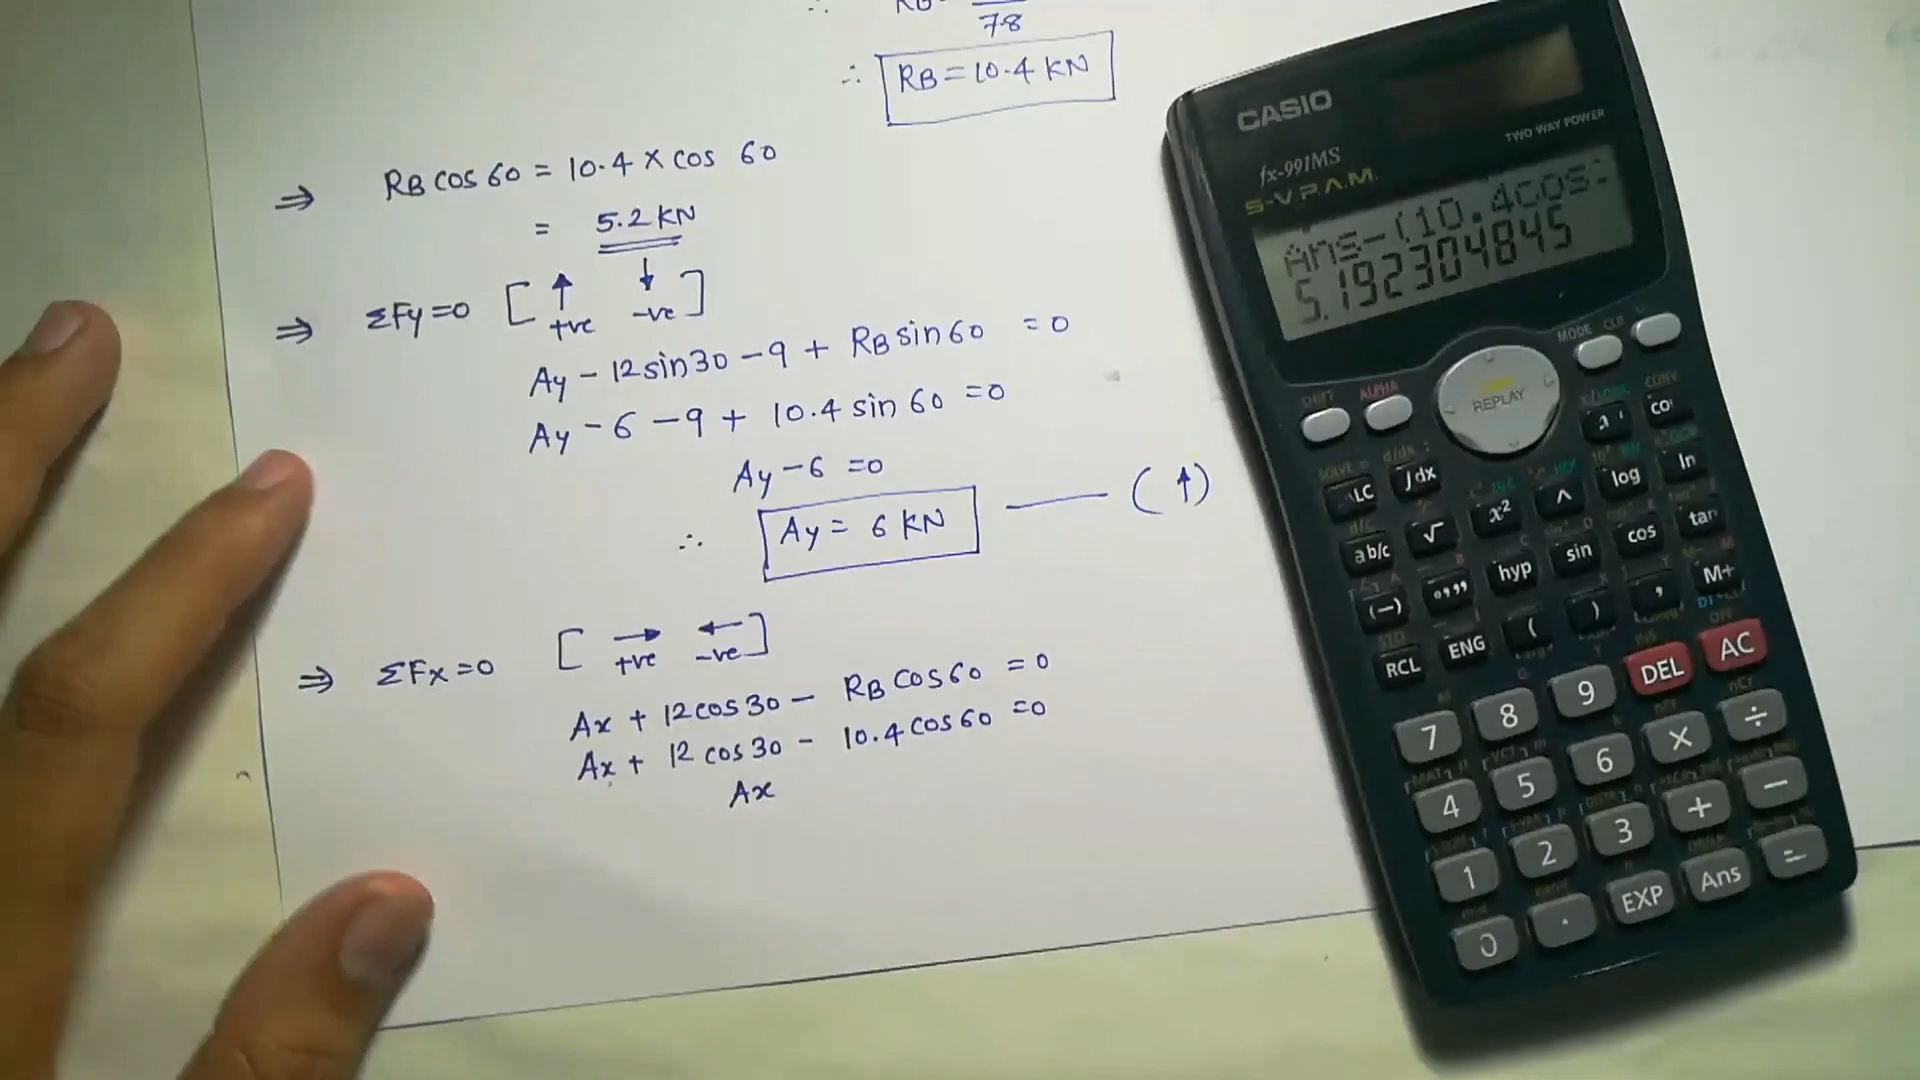 ∴ RB
7.8
∴ RB = 10.4 KN
⇒ RB cos 60 = 10.4 X cos 60
= 5.2 KN
⇒ ΣFy = 0 [ ↑ ↓ ]
+ve -ve
Ay - 12 sin 30 - 9 + RB sin 60 = 0
Ay - 6 - 9 + 10.4 sin 60 = 0
Ay - 6 = 0
∴ Ay = 6 KN —— (↑)
⇒ ΣFx = 0 [ → ← ]
+ve -ve
Ax + 12 cos 30 - RB cos 60 = 0
Ax + 12 cos 30 - 10.4 cos 60 = 0
Ax
CASIO
TWO WAY POWER
fx-991MS
S-V.P.A.M.
Ans-(10.4cos
5.192304845
MODE CLR
SHIFT ALPHA
REPLAY
∫dx
x² ^ log ln
ab/c √
hyp sin cos tan
(-) °,,,
RCL ENG ( ) , M+
7 8 9 DEL AC
4 5 6 × ÷
1 2 3 + −
0 . EXP Ans =